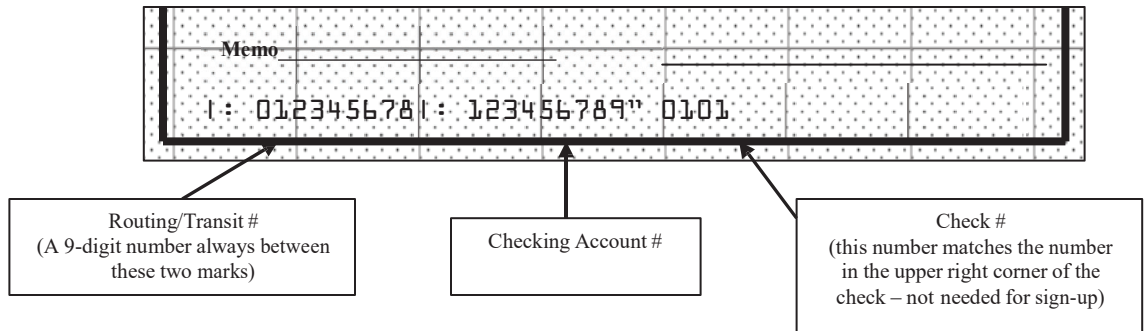 Memo
|: 012345678|: 123456789" 0101
Routing/Transit #
(A 9-digit number always between
these two marks)
Checking Account #
Check #
(this number matches the number
in the upper right corner of the
check – not needed for sign-up)